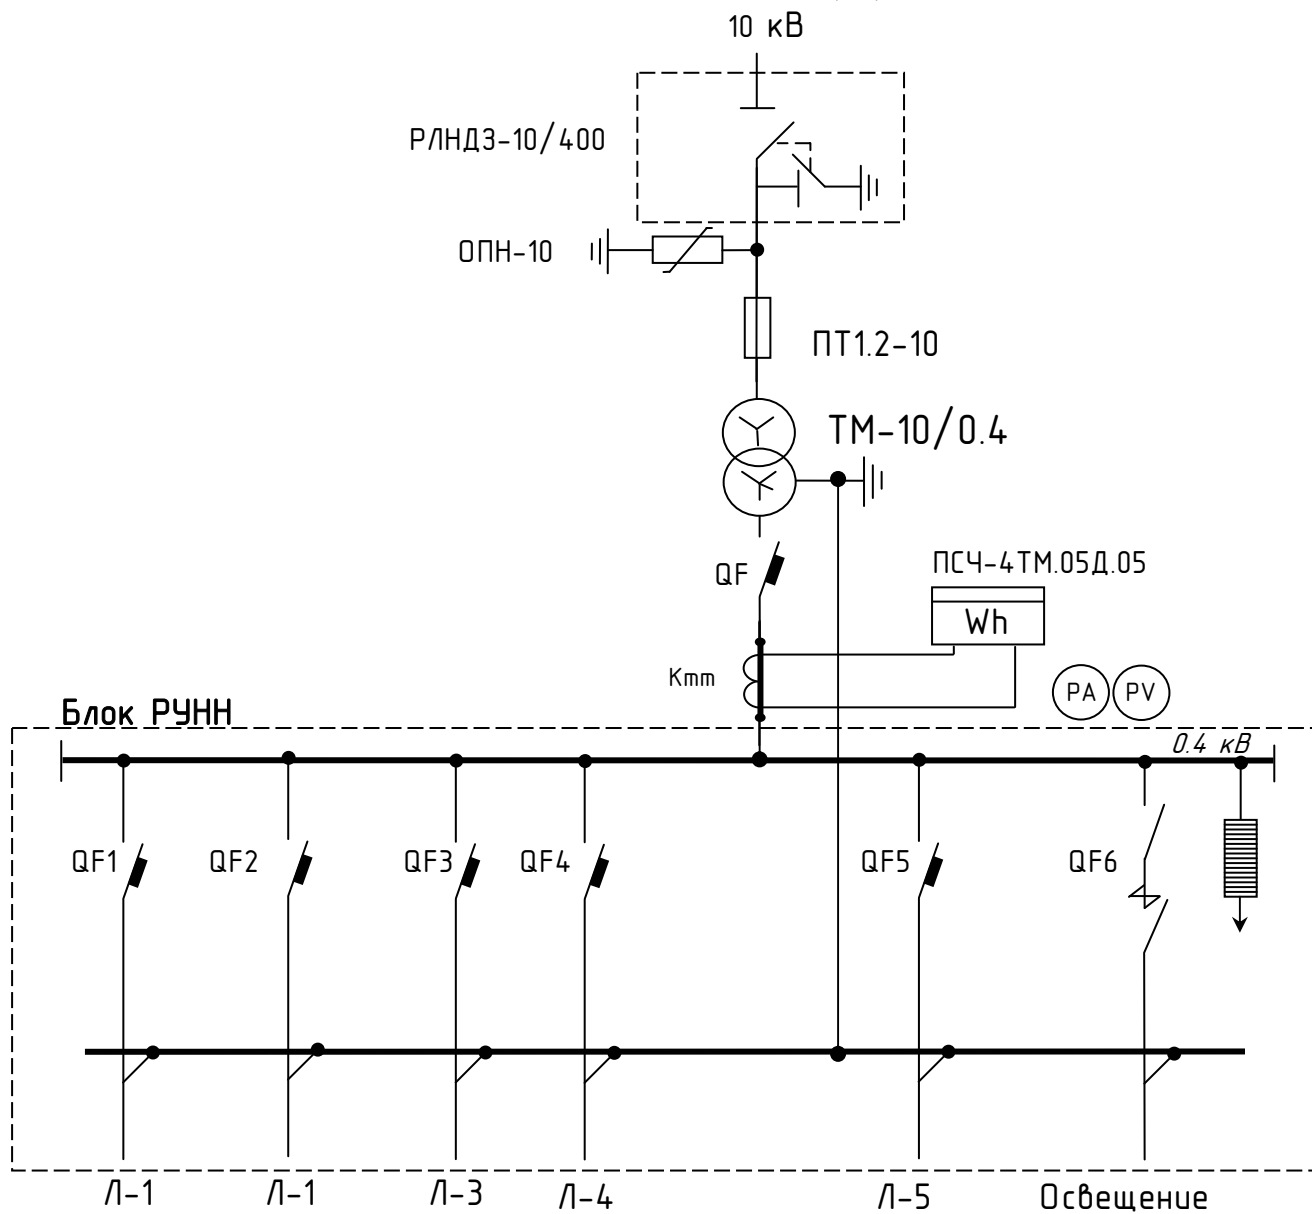 10 кВ
РЛНДЗ-10/400
ОПН-10
ПТ1.2-10
ТМ-10/0.4
QF
ПСЧ-4ТМ.05Д.05
Wh
Kтт
PA PV
Блок РУНН
0.4 кВ
QF1 QF2 QF3 QF4 QF5 QF6
Л-1 Л-1 Л-3 Л-4 Л-5 Освещение